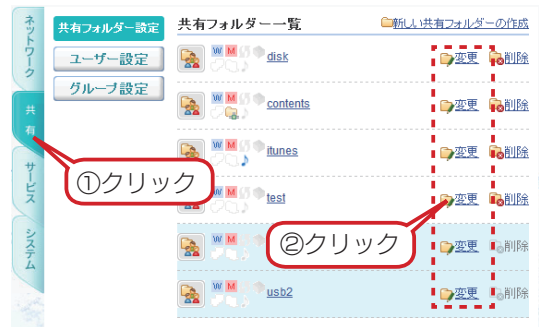 ネットワーク
共有
サービス
システム
共有フォルダー設定
ユーザー設定
グループ設定
共有フォルダー一覧
新しい共有フォルダーの作成
W M disk 変更 削除
W M contents 変更 削除
W M itunes 変更 削除
W M test 変更 削除
W M 変更 削除
W M usb2 変更 削除
①クリック
②クリック